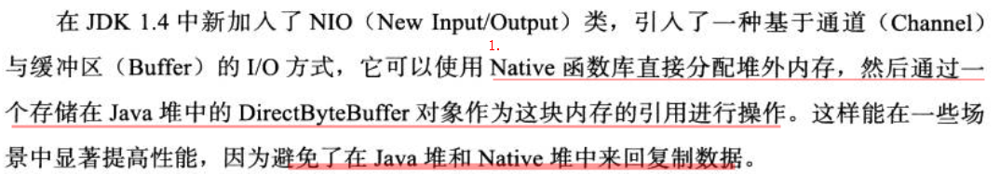 在 JDK 1.4 中新加入了 NIO（New Input/Output）类，引入了一种基于通道（Channel）
1.
与缓冲区（Buffer）的 I/O 方式，它可以使用 Native 函数库直接分配堆外内存，然后通过一
个存储在 Java 堆中的 DirectByteBuffer 对象作为这块内存的引用进行操作。这样能在一些场
景中显著提高性能，因为避免了在 Java 堆和 Native 堆中来回复制数据。